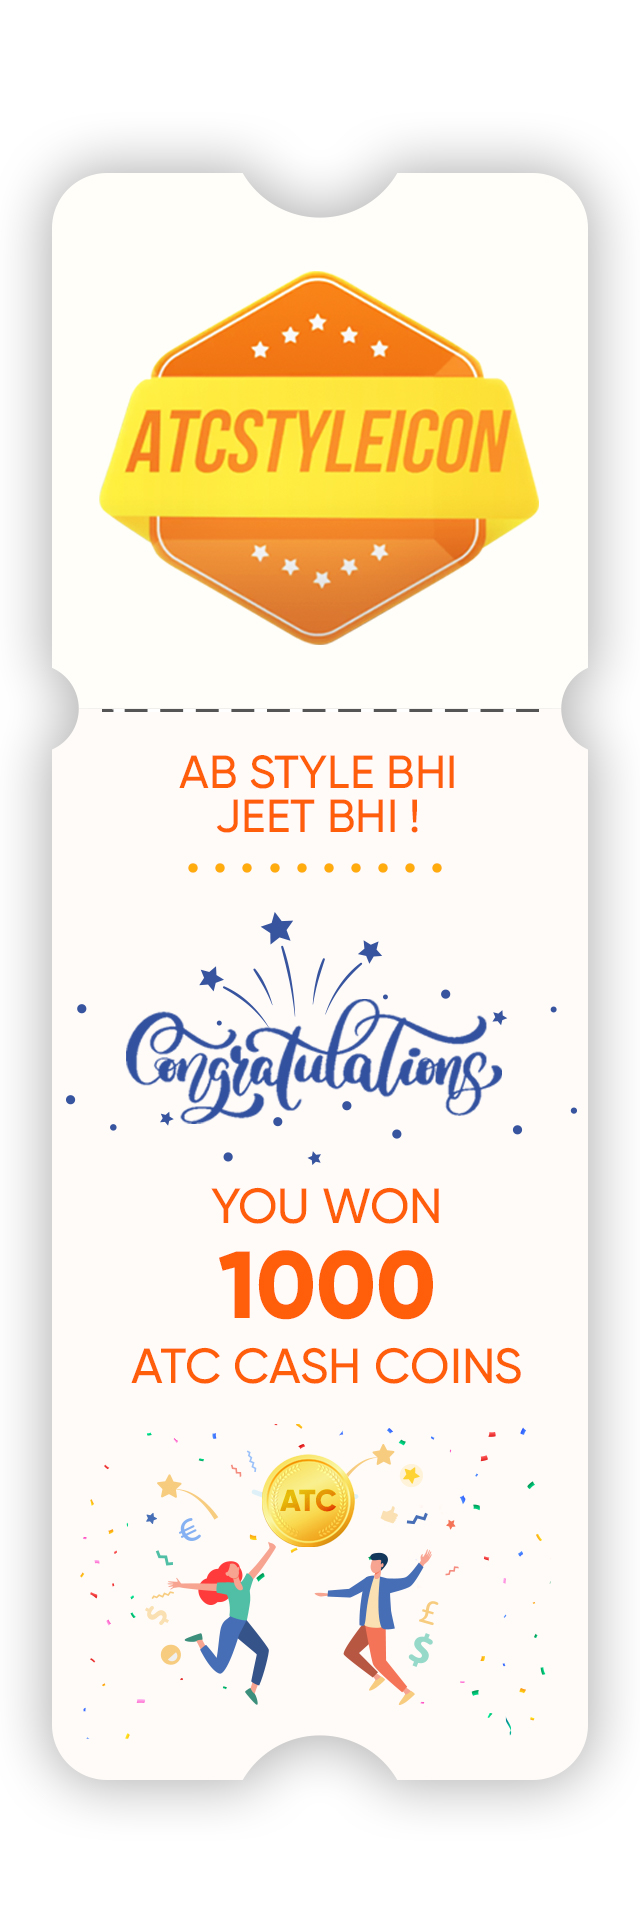 ATCSTYLEICON
AB STYLE BHI
JEET BHI !
Congratulations
YOU WON
1000
ATC CASH COINS
ATC